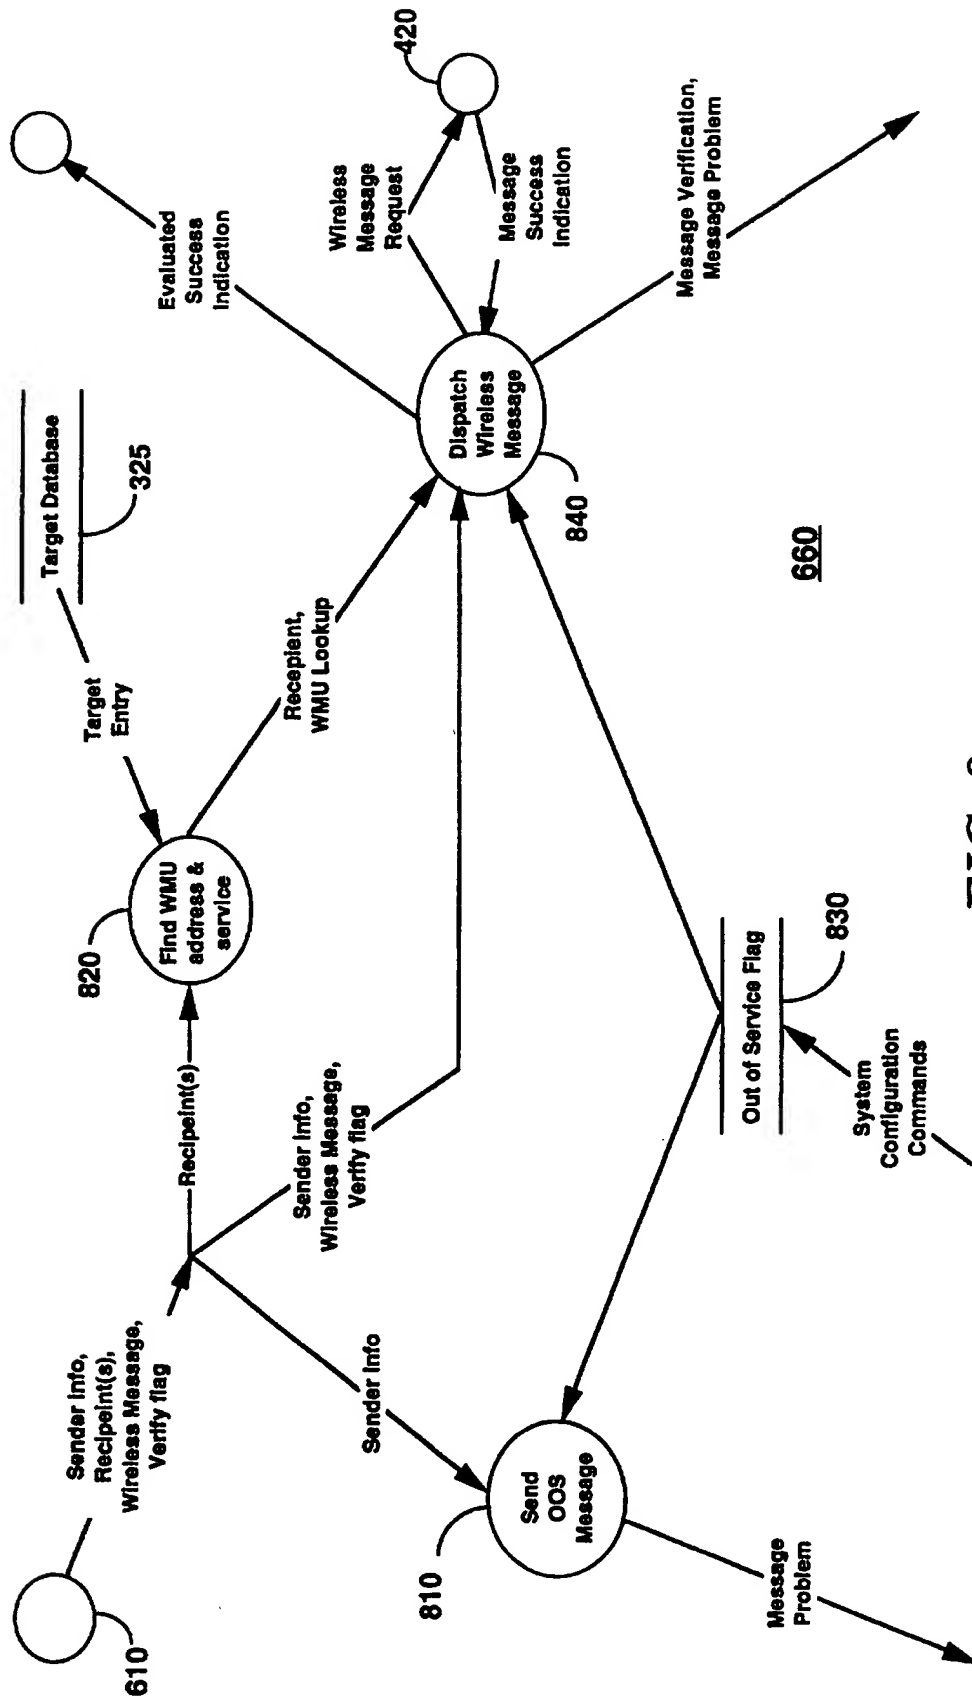 610
Sender Info,
Recipeint(s),
Wireless Message,
Verify flag
Recipeint(s)
820
Find WMU
address &
service
Target
Entry
Target Database
325
Evaluated
Success
Indication
Sender Info
Sender Info,
Wireless Message,
Verify flag
Recepient,
WMU Lookup
Wireless
Message
Request
420
810
Send
OOS
Message
Dispatch
Wireless
Message
840
Message
Success
Indication
Message
Problem
Out of Service Flag
830
System
Configuration
Commands
660
Message Verification,
Message Problem
FIG.